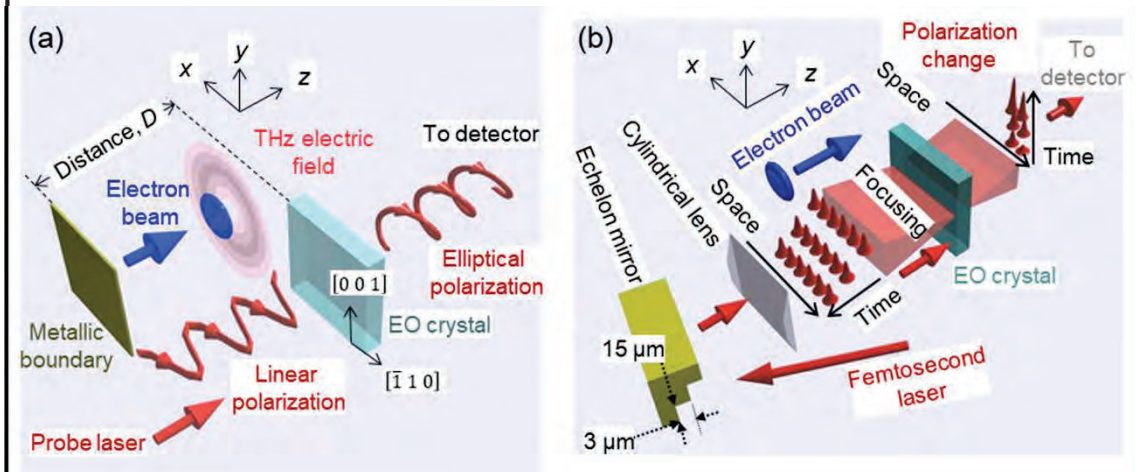 (a)
y
x
z
Distance, D
THz electric
field
To detector
Electron
beam
Elliptical
polarization
[0 0 1]
EO crystal
[1̅ 1 0]
Metallic
boundary
Linear
polarization
Probe laser
(b)
y
x
z
Polarization
change
To
detector
Space
Time
Electron beam
Cylindrical lens
Echelon mirror
Space
Focusing
EO crystal
Time
15 μm
Femtosecond
laser
3 μm